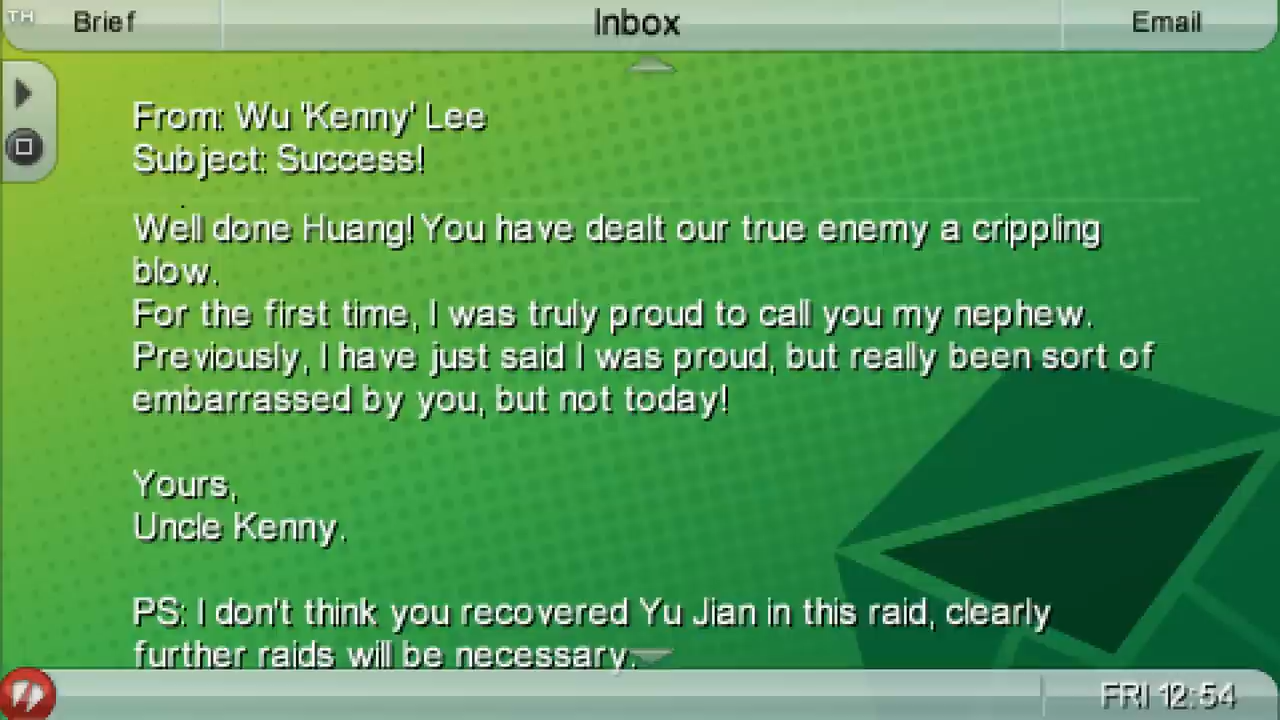 TH
Brief
Inbox
Email
From: Wu 'Kenny' Lee
Subject: Success!
Well done Huang! You have dealt our true enemy a crippling
blow.
For the first time, I was truly proud to call you my nephew.
Previously, I have just said I was proud, but really been sort of
embarrassed by you, but not today!
Yours,
Uncle Kenny.
PS: I don't think you recovered Yu Jian in this raid, clearly
further raids will be necessary.
FRI 12:54